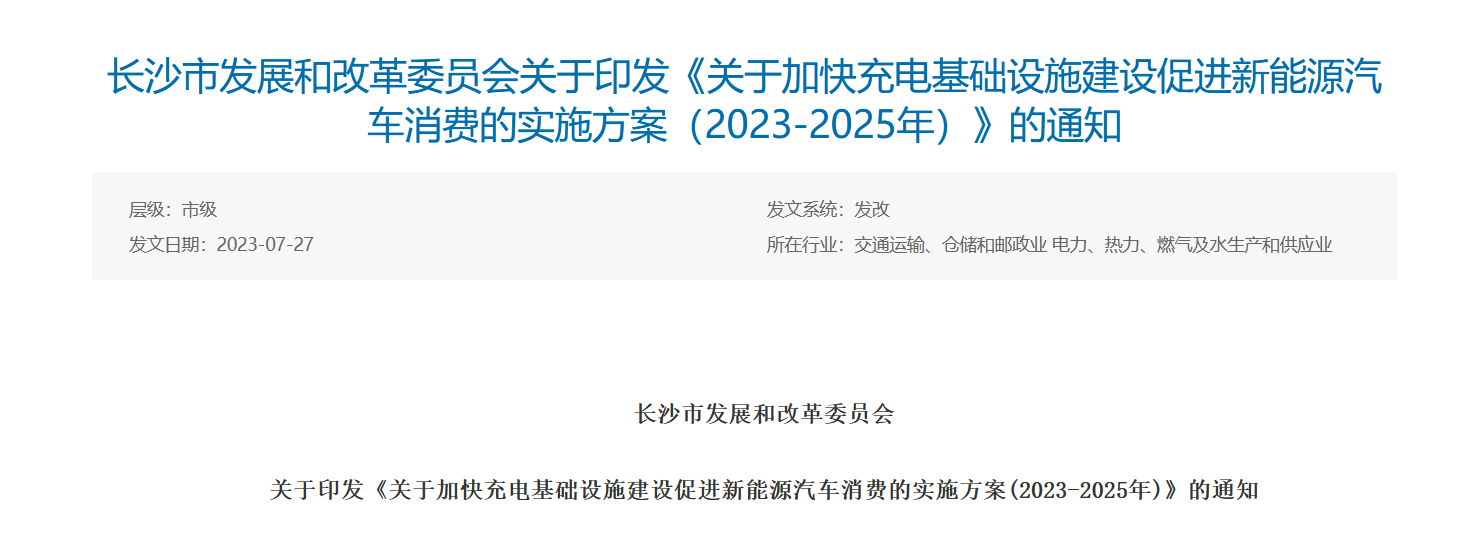 长沙市发展和改革委员会关于印发《关于加快充电基础设施建设促进新能源汽
车消费的实施方案（2023-2025年）》的通知
层级：市级
发文系统：发改
发文日期：2023-07-27
所在行业：交通运输、仓储和邮政业 电力、热力、燃气及水生产和供应业
长沙市发展和改革委员会
关于印发《关于加快充电基础设施建设促进新能源汽车消费的实施方案(2023-2025年)》的通知